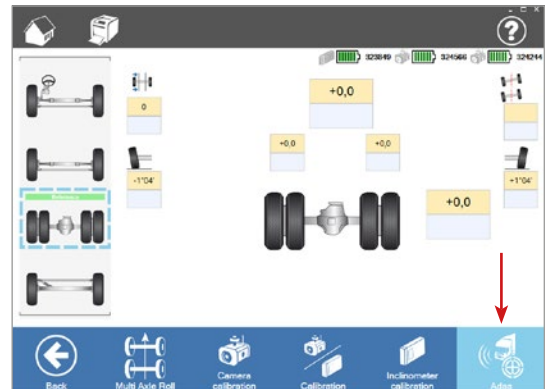 323849 324566 324244
+0,0
0
+0,0 +0,0
-1°04' +1°04'
Reference
+0,0
Back Multi Axle Roll Camera calibration Calibration Inclinometer calibration Adas